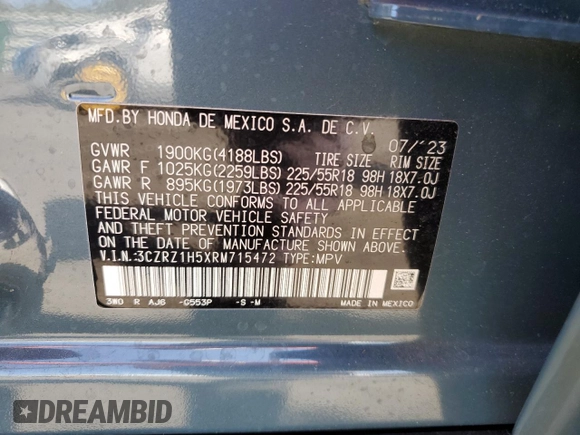 MFD.BY HONDA DE MEXICO S.A. DE C.V.
07/'23
GVWR 1900KG(4188LBS) TIRE SIZE RIM SIZE
GAWR F 1025KG(2259LBS) 225/55R18 98H 18X7.0J
GAWR R 895KG(1973LBS) 225/55R18 98H 18X7.0J
THIS VEHICLE CONFORMS TO ALL APPLICABLE
FEDERAL MOTOR VEHICLE SAFETY
AND THEFT PREVENTION STANDARDS IN EFFECT
ON THE DATE OF MANUFACTURE SHOWN ABOVE.
V.I.N.:3CZRZ1H5XRM715472 TYPE:MPV
3W0 R AJ6 -G553P -S -M MADE IN MEXICO
DREAMBID